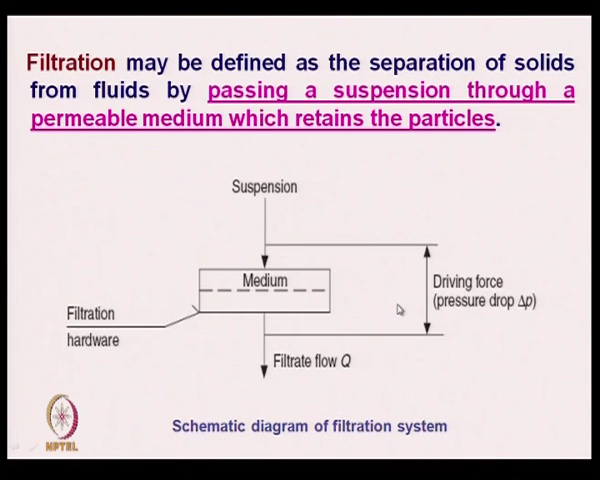 Filtration may be defined as the separation of solids
from fluids by passing a suspension through a
permeable medium which retains the particles.
Suspension
Medium
Driving force
(pressure drop Δp)
Filtration
hardware
Filtrate flow Q
Schematic diagram of filtration system
NPTEL